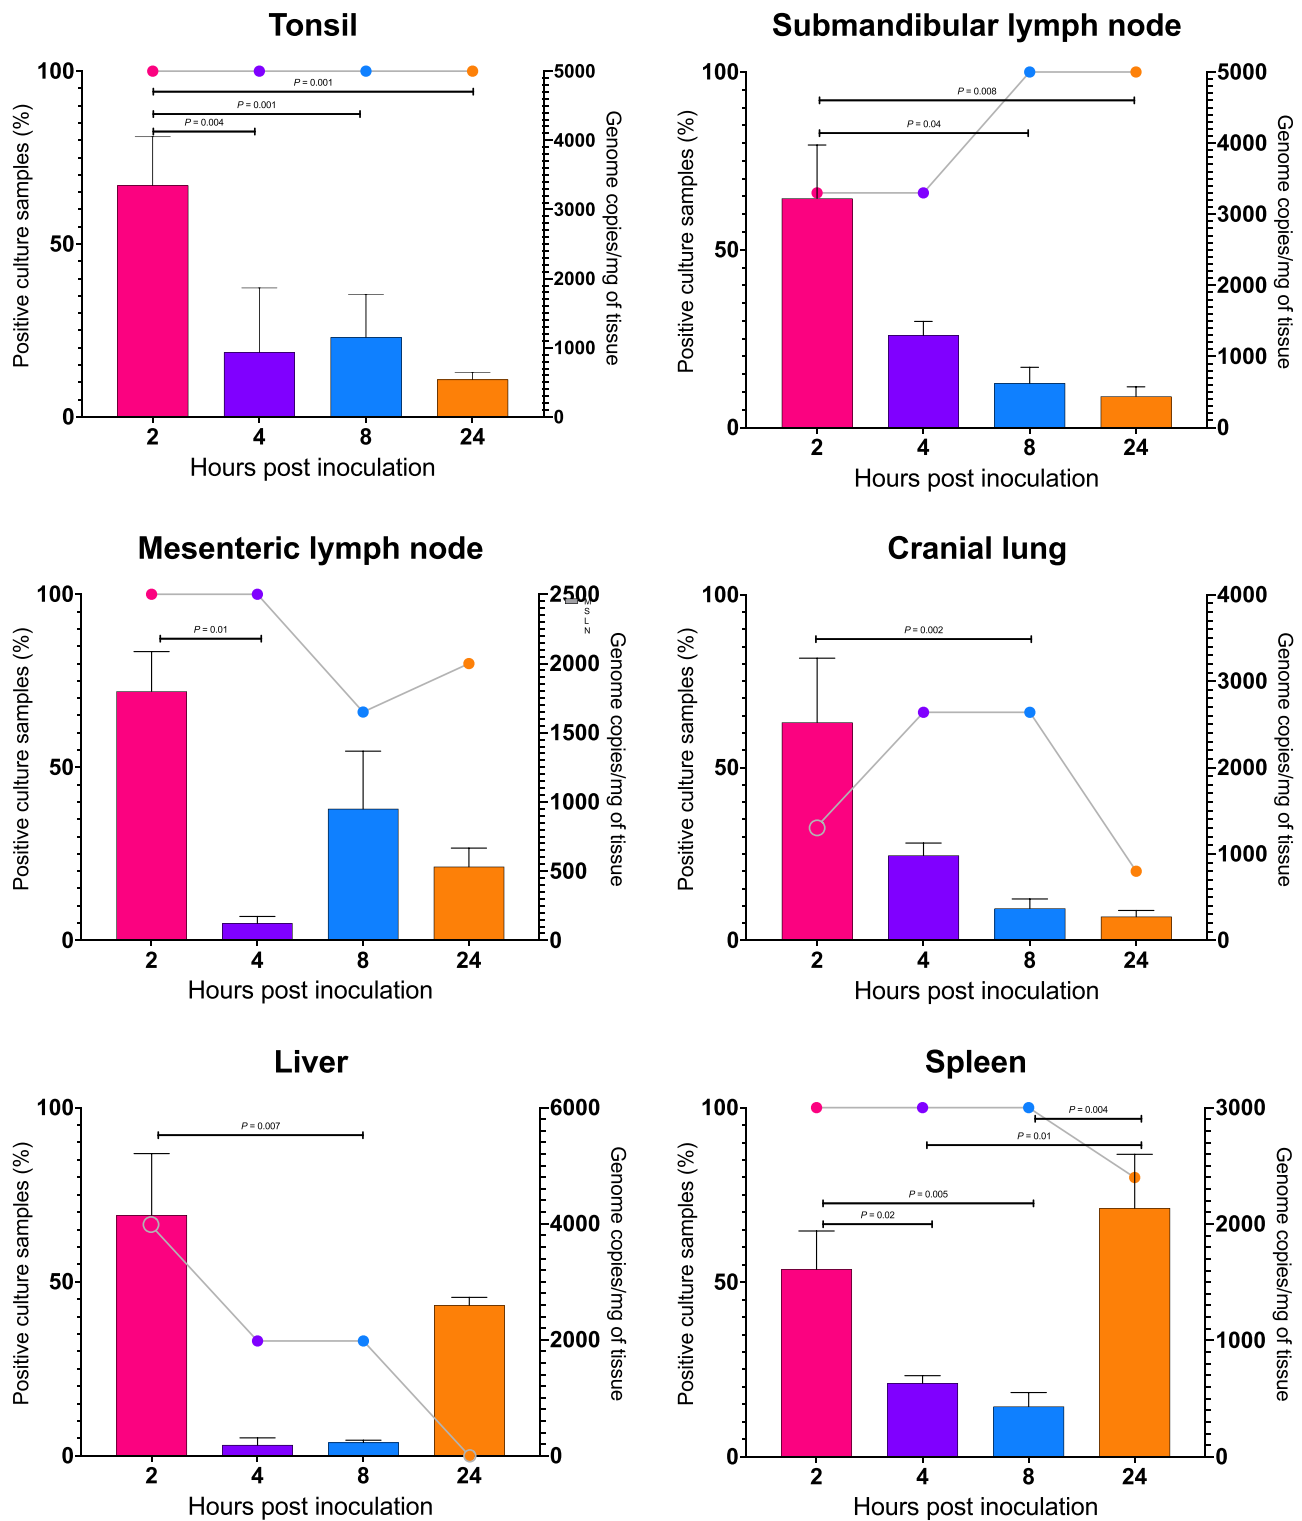 Tonsil
Positive culture samples (%)
100
50
0
P = 0.001
P = 0.001
P = 0.004
5000
4000
3000
2000
1000
0
Genome copies/mg of tissue
2 4 8 24
Hours post inoculation
Submandibular lymph node
Positive culture samples (%)
100
50
0
P = 0.008
P = 0.04
5000
4000
3000
2000
1000
0
Genome copies/mg of tissue
2 4 8 24
Hours post inoculation
Mesenteric lymph node
Positive culture samples (%)
100
50
0
P = 0.01
2500
2000
1500
1000
500
0
M
S
L
N
Genome copies/mg of tissue
2 4 8 24
Hours post inoculation
Cranial lung
Positive culture samples (%)
100
50
0
P = 0.002
4000
3000
2000
1000
0
Genome copies/mg of tissue
2 4 8 24
Hours post inoculation
Liver
Positive culture samples (%)
100
50
0
P = 0.007
6000
4000
2000
0
Genome copies/mg of tissue
2 4 8 24
Hours post inoculation
Spleen
Positive culture samples (%)
100
50
0
P = 0.004
P = 0.01
P = 0.005
P = 0.02
3000
2000
1000
0
Genome copies/mg of tissue
2 4 8 24
Hours post inoculation